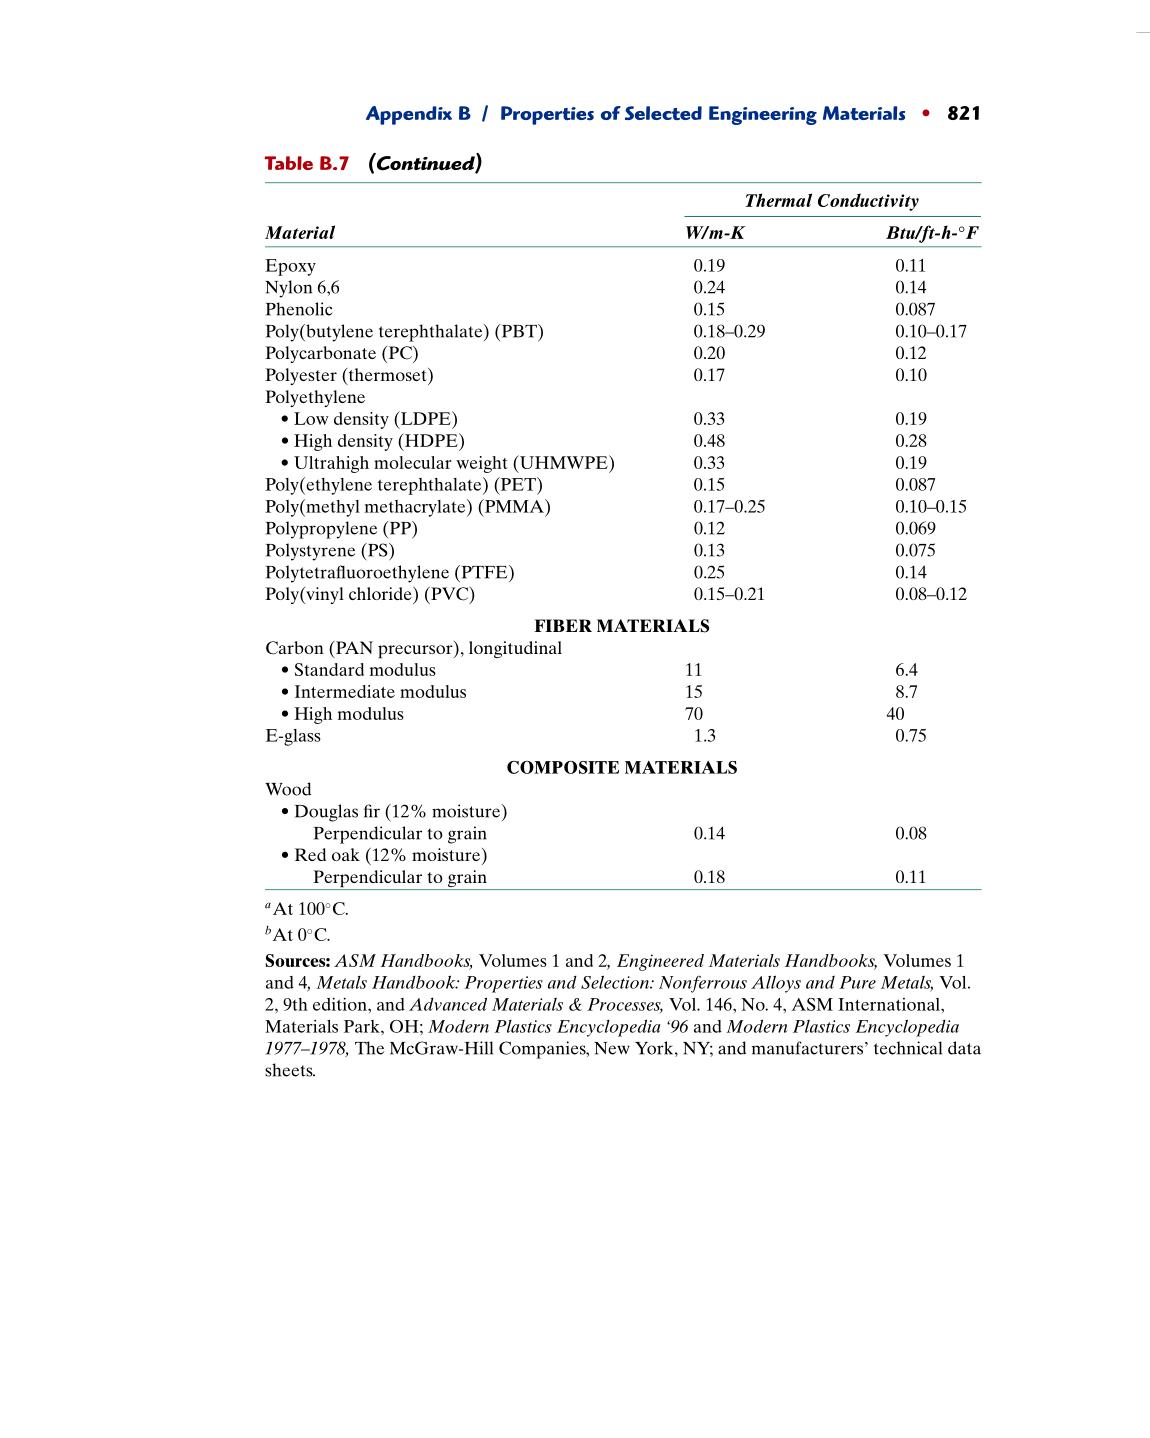 Appendix B / Properties of Selected Engineering Materials • 821
Table B.7 (Continued)
Thermal Conductivity
Material W/m-K Btu/ft-h-°F
Epoxy 0.19 0.11
Nylon 6,6 0.24 0.14
Phenolic 0.15 0.087
Poly(butylene terephthalate) (PBT) 0.18–0.29 0.10–0.17
Polycarbonate (PC) 0.20 0.12
Polyester (thermoset) 0.17 0.10
Polyethylene
• Low density (LDPE) 0.33 0.19
• High density (HDPE) 0.48 0.28
• Ultrahigh molecular weight (UHMWPE) 0.33 0.19
Poly(ethylene terephthalate) (PET) 0.15 0.087
Poly(methyl methacrylate) (PMMA) 0.17–0.25 0.10–0.15
Polypropylene (PP) 0.12 0.069
Polystyrene (PS) 0.13 0.075
Polytetrafluoroethylene (PTFE) 0.25 0.14
Poly(vinyl chloride) (PVC) 0.15–0.21 0.08–0.12
FIBER MATERIALS
Carbon (PAN precursor), longitudinal
• Standard modulus 11 6.4
• Intermediate modulus 15 8.7
• High modulus 70 40
E-glass 1.3 0.75
COMPOSITE MATERIALS
Wood
• Douglas fir (12% moisture)
Perpendicular to grain 0.14 0.08
• Red oak (12% moisture)
Perpendicular to grain 0.18 0.11
a At 100°C.
b At 0°C.
Sources: ASM Handbooks, Volumes 1 and 2, Engineered Materials Handbooks, Volumes 1
and 4, Metals Handbook: Properties and Selection: Nonferrous Alloys and Pure Metals, Vol.
2, 9th edition, and Advanced Materials & Processes, Vol. 146, No. 4, ASM International,
Materials Park, OH; Modern Plastics Encyclopedia ‘96 and Modern Plastics Encyclopedia
1977–1978, The McGraw-Hill Companies, New York, NY; and manufacturers’ technical data
sheets.